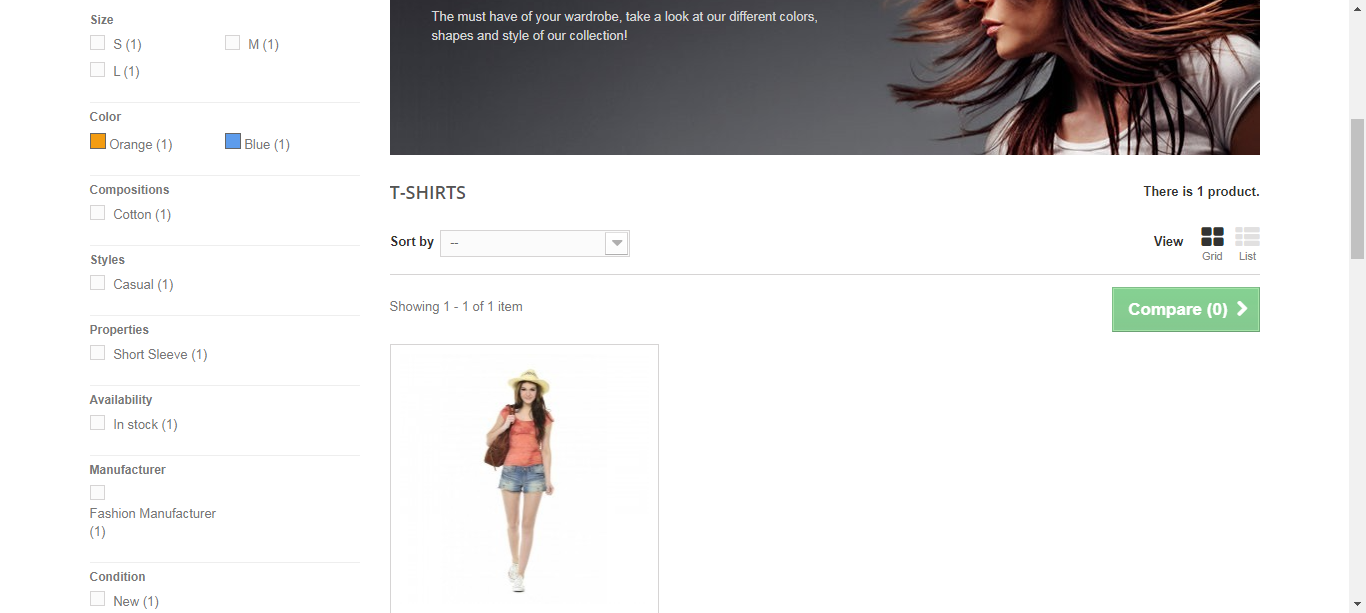 Size
S (1)
M (1)
L (1)
Color
Orange (1)
Blue (1)
Compositions
Cotton (1)
Styles
Casual (1)
Properties
Short Sleeve (1)
Availability
In stock (1)
Manufacturer
Fashion Manufacturer
(1)
Condition
New (1)
The must have of your wardrobe, take a look at our different colors,
shapes and style of our collection!
T-SHIRTS
There is 1 product.
Sort by
--
View
Grid
List
Showing 1 - 1 of 1 item
Compare (0)